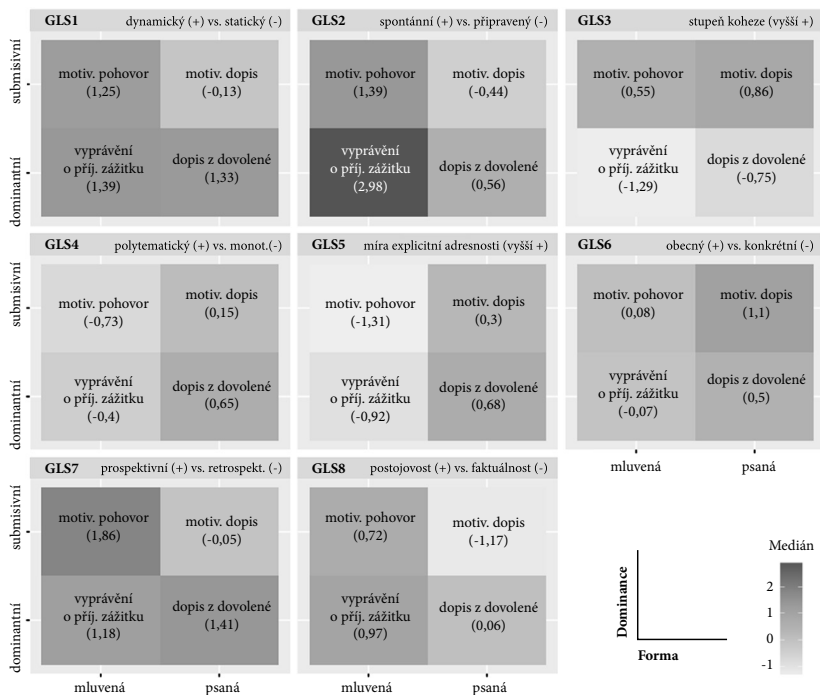 GLS1 dynamický (+) vs. statický (-)
GLS2 spontánní (+) vs. připravený (-)
GLS3 stupeň koheze (vyšší +)
submisivní
motiv. pohovor
(1,25)
motiv. dopis
(-0,13)
motiv. pohovor
(1,39)
motiv. dopis
(-0,44)
motiv. pohovor
(0,55)
motiv. dopis
(0,86)
dominantní
vyprávění
o příj. zážitku
(1,39)
dopis z dovolené
(1,33)
vyprávění
o příj. zážitku
(2,98)
dopis z dovolené
(0,56)
vyprávění
o příj. zážitku
(-1,29)
dopis z dovolené
(-0,75)
GLS4 polytematický (+) vs. monot.(-)
GLS5 míra explicitní adresnosti (vyšší +)
GLS6 obecný (+) vs. konkrétní (-)
submisivní
motiv. pohovor
(-0,73)
motiv. dopis
(0,15)
motiv. pohovor
(-1,31)
motiv. dopis
(0,3)
motiv. pohovor
(0,08)
motiv. dopis
(1,1)
dominantní
vyprávění
o příj. zážitku
(-0,4)
dopis z dovolené
(0,65)
vyprávění
o příj. zážitku
(-0,92)
dopis z dovolené
(0,68)
vyprávění
o příj. zážitku
(-0,07)
dopis z dovolené
(0,5)
mluvená
psaná
GLS7 prospektivní (+) vs. retrospekt. (-)
GLS8 postojovost (+) vs. faktuálnost (-)
submisivní
motiv. pohovor
(1,86)
motiv. dopis
(-0,05)
motiv. pohovor
(0,72)
motiv. dopis
(-1,17)
dominantní
vyprávění
o příj. zážitku
(1,18)
dopis z dovolené
(1,41)
vyprávění
o příj. zážitku
(0,97)
dopis z dovolené
(0,06)
mluvená
psaná
mluvená
psaná
Dominance
Forma
Medián
2
1
0
-1